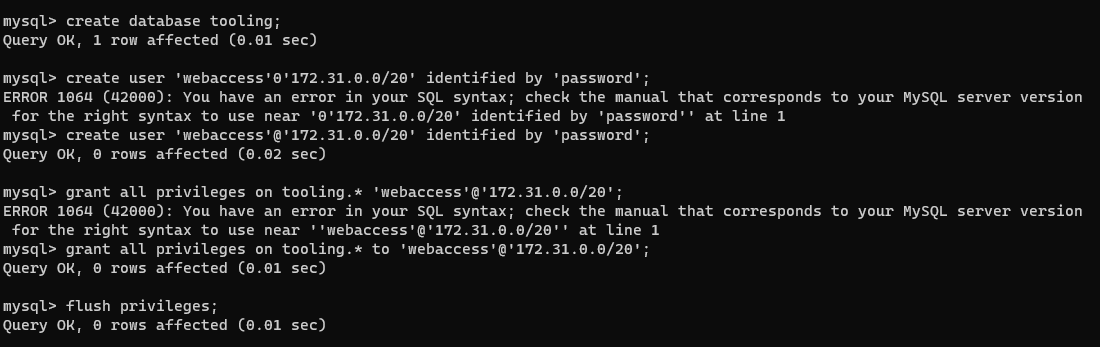 mysql> create database tooling;
Query OK, 1 row affected (0.01 sec)
mysql> create user 'webaccess'0'172.31.0.0/20' identified by 'password';
ERROR 1064 (42000): You have an error in your SQL syntax; check the manual that corresponds to your MySQL server version
 for the right syntax to use near '0'172.31.0.0/20' identified by 'password'' at line 1
mysql> create user 'webaccess'@'172.31.0.0/20' identified by 'password';
Query OK, 0 rows affected (0.02 sec)
mysql> grant all privileges on tooling.* 'webaccess'@'172.31.0.0/20';
ERROR 1064 (42000): You have an error in your SQL syntax; check the manual that corresponds to your MySQL server version
 for the right syntax to use near ''webaccess'@'172.31.0.0/20'' at line 1
mysql> grant all privileges on tooling.* to 'webaccess'@'172.31.0.0/20';
Query OK, 0 rows affected (0.01 sec)
mysql> flush privileges;
Query OK, 0 rows affected (0.01 sec)